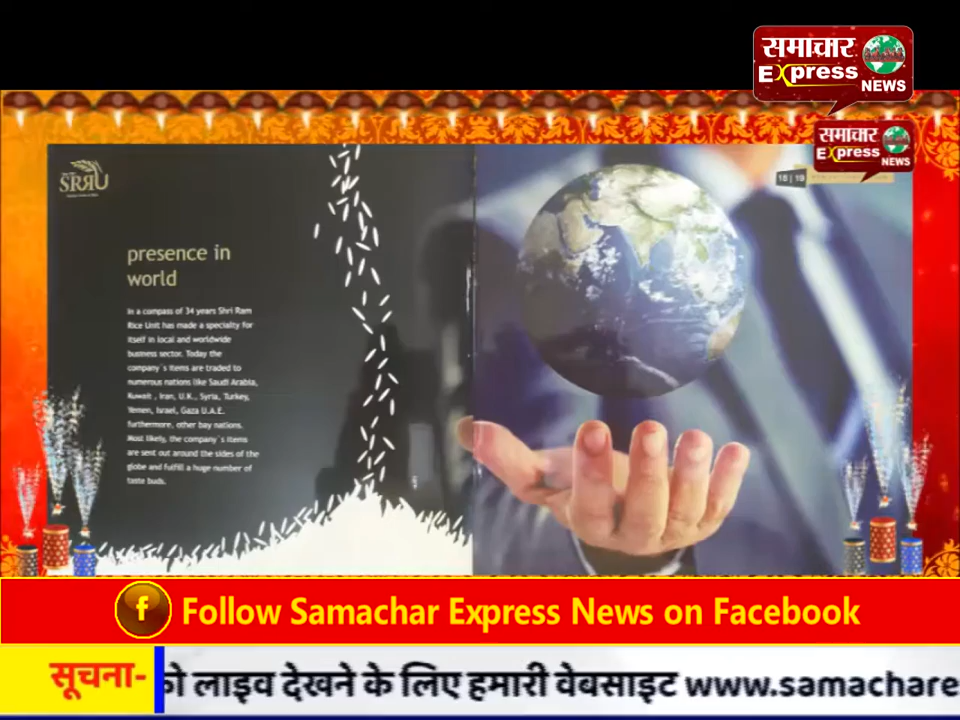 समाचार
Express
NEWS
समाचार
Express
NEWS
SRRU
18 | 19
presence in
world
In a compass of 34 years Shri Ram
Rice Unit has made a specialty for
itself in local and worldwide
business sector. Today the
company`s items are traded to
numerous nations like Saudi Arabia,
Kuwait , Iran, U.K., Syria, Turkey,
Yemen, Israel, Gaza U.A.E.
furthermore, other bay nations.
Most likely, the company`s items
are sent out around the sides of the
globe and fulfill a huge number of
taste buds.
f Follow Samachar Express News on Facebook
सूचना- को लाइव देखने के लिए हमारी वेबसाइट www.samachare